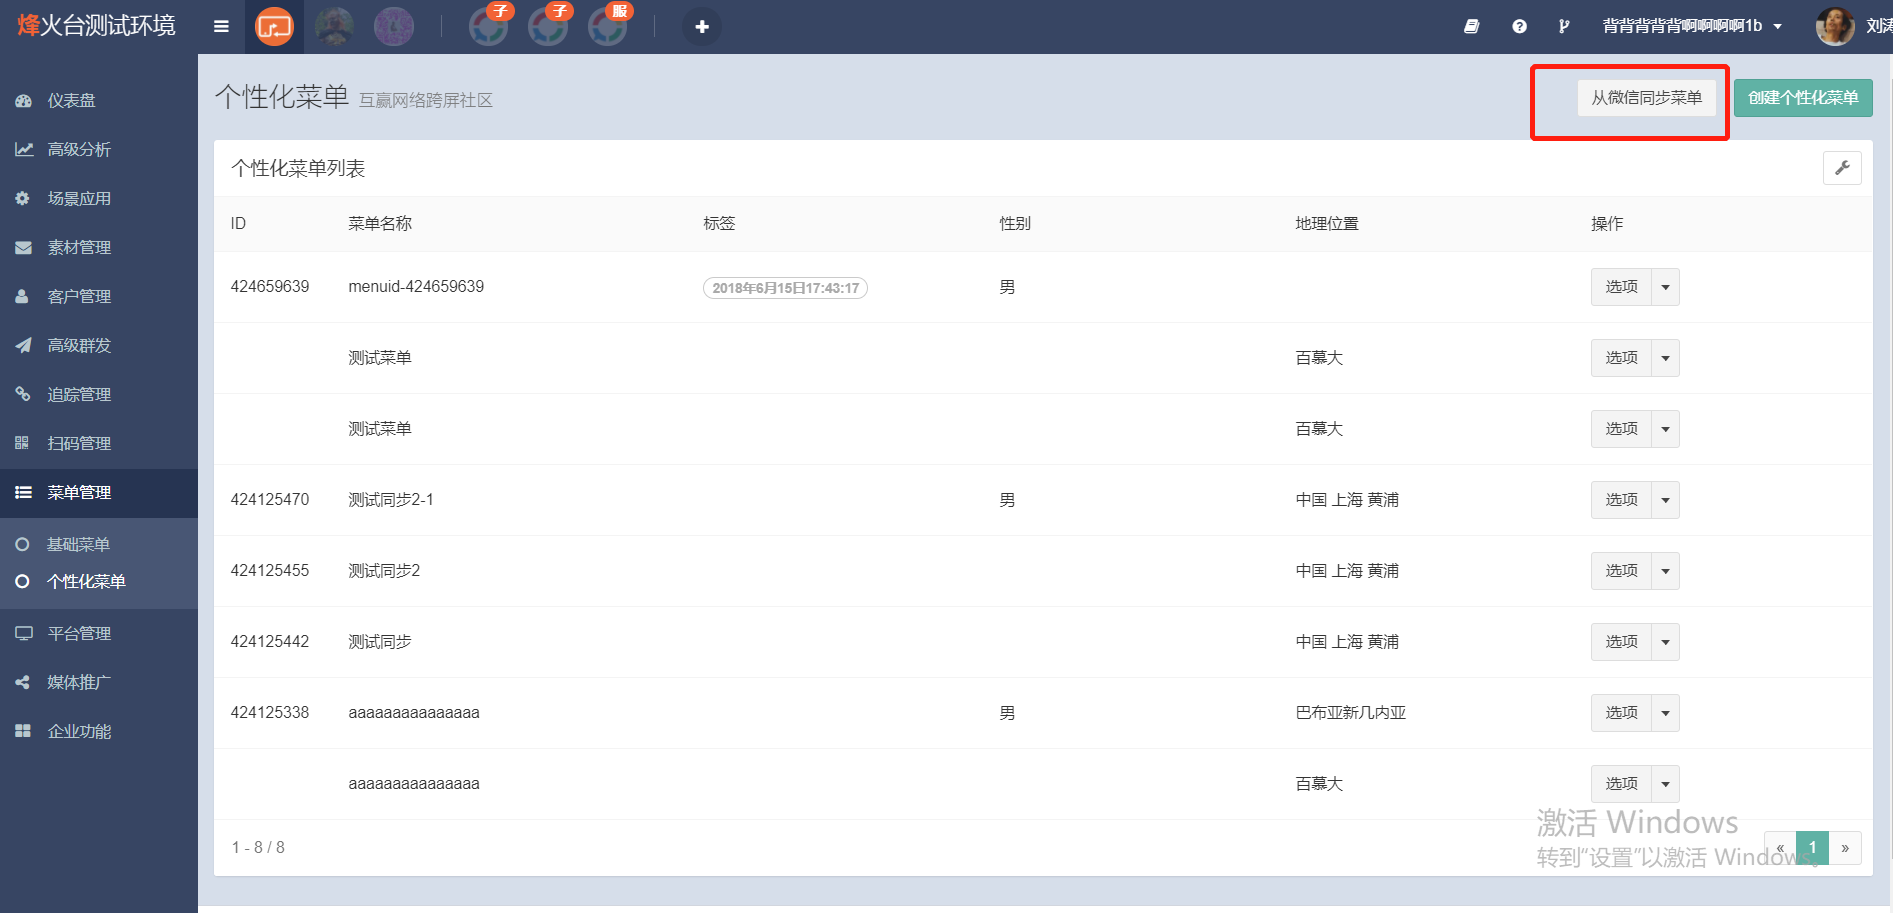 烽火台测试环境
子
子
服
背背背背背啊啊啊啊1b
刘涛
仪表盘
高级分析
场景应用
素材管理
客户管理
高级群发
追踪管理
扫码管理
菜单管理
基础菜单
个性化菜单
平台管理
媒体推广
企业功能
个性化菜单 互赢网络跨屏社区
从微信同步菜单
创建个性化菜单
个性化菜单列表
ID 菜单名称 标签 性别 地理位置 操作
424659639 menuid-424659639 2018年6月15日17:43:17 男 选项
测试菜单 百慕大 选项
测试菜单 百慕大 选项
424125470 测试同步2-1 男 中国 上海 黄浦 选项
424125455 测试同步2 中国 上海 黄浦 选项
424125442 测试同步 中国 上海 黄浦 选项
424125338 aaaaaaaaaaaaaaa 男 巴布亚新几内亚 选项
aaaaaaaaaaaaaaa 百慕大 选项
1 - 8 / 8
« 1 »
激活 Windows
转到“设置”以激活 Windows。